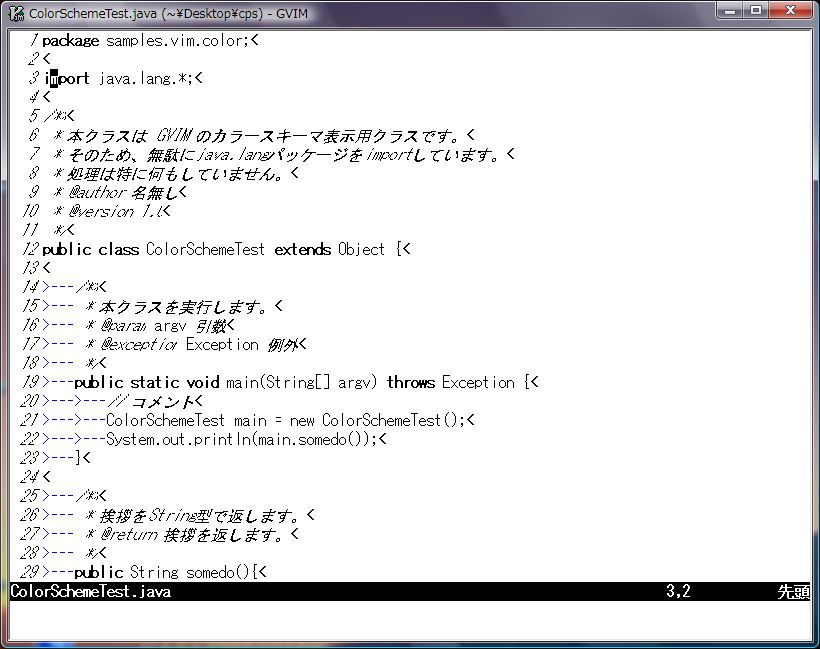 ColorSchemeTest.java (~¥Desktop¥cps) - GVIM
1 package samples.vim.color;<
2 <
3 import java.lang.*;<
4 <
5 /**<
6  * 本クラスは GVIMのカラースキーマ表示用クラスです。<
7  * そのため、無駄にjava.langパッケージをimportしています。<
8  * 処理は特に何もしていません。<
9  * @author 名無し<
10  * @version 1.0<
11  */<
12 public class ColorSchemeTest extends Object {<
13 <
14 >---/**<
15 >--- * 本クラスを実行します。<
16 >--- * @param argv 引数<
17 >--- * @exception Exception 例外<
18 >--- */<
19 >---public static void main(String[] argv) throws Exception {<
20 >--->---// コメント<
21 >--->---ColorSchemeTest main = new ColorSchemeTest();<
22 >--->---System.out.println(main.somedo());<
23 >---}<
24 <
25 >---/**<
26 >--- * 挨拶をString型で返します。<
27 >--- * @return 挨拶を返します。<
28 >--- */<
29 >---public String somedo(){<
ColorSchemeTest.java 3,2 先頭